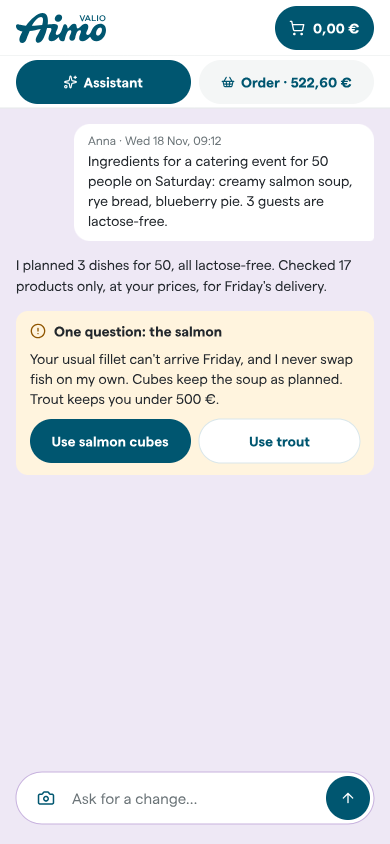 VALIO
Aimo
0,00 €
Assistant
Order · 522,60 €
Anna · Wed 18 Nov, 09:12
Ingredients for a catering event for 50
people on Saturday: creamy salmon soup,
rye bread, blueberry pie. 3 guests are
lactose-free.
I planned 3 dishes for 50, all lactose-free. Checked 17
products only, at your prices, for Friday's delivery.
One question: the salmon
Your usual fillet can't arrive Friday, and I never swap
fish on my own. Cubes keep the soup as planned.
Trout keeps you under 500 €.
Use salmon cubes
Use trout
Ask for a change...